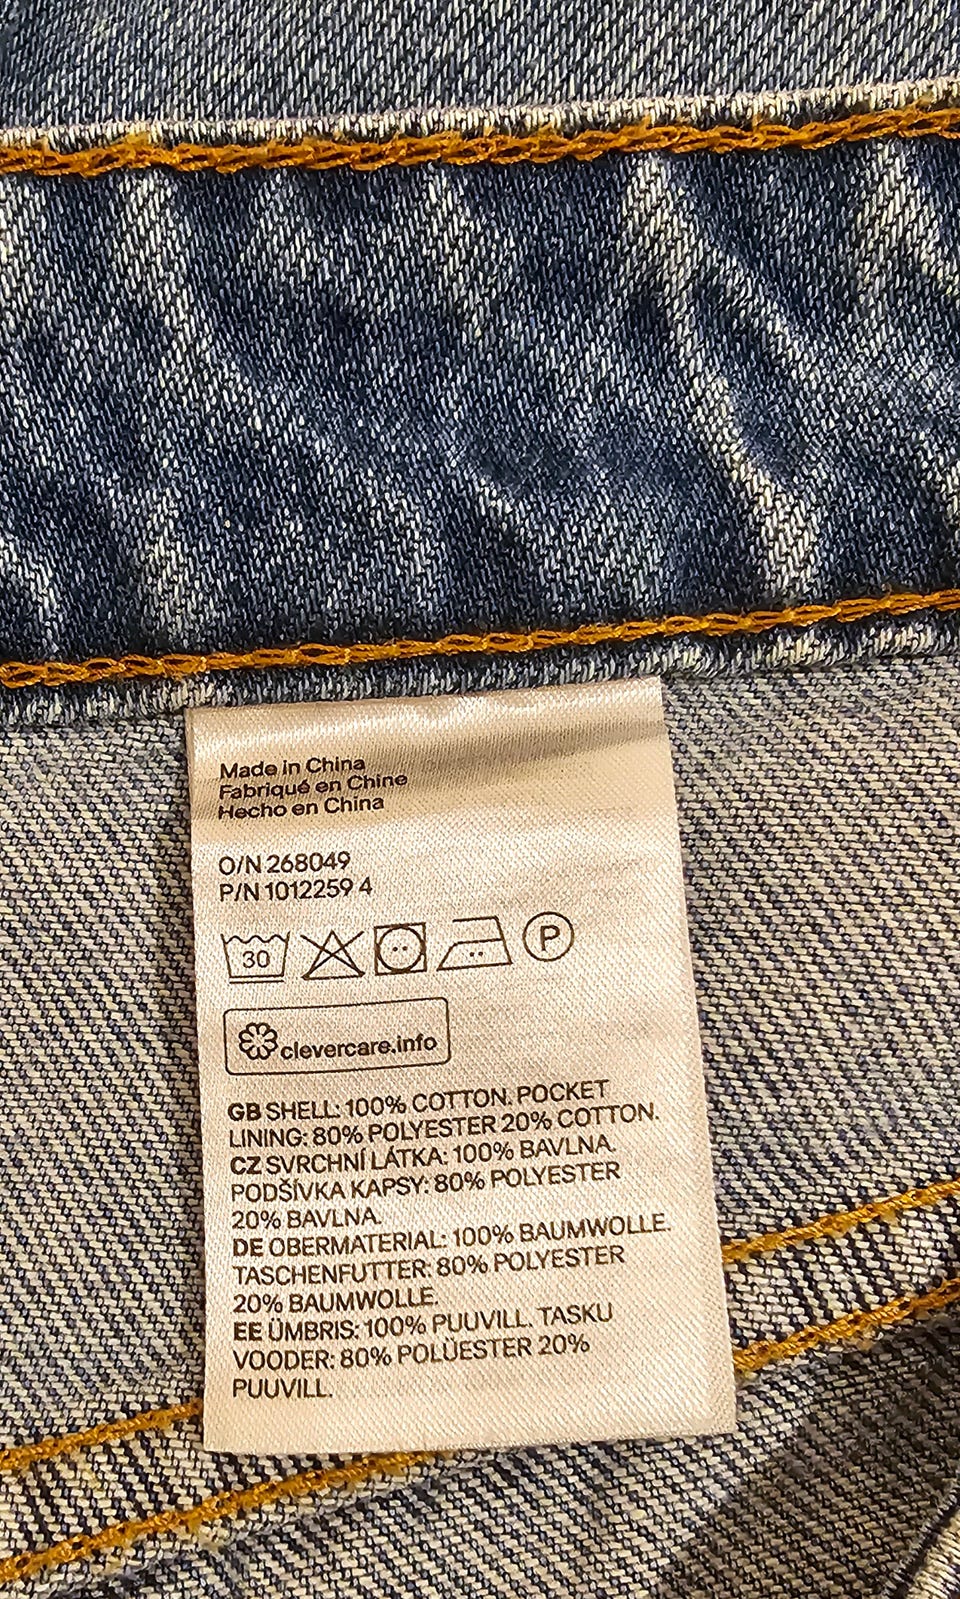 Made in China
Fabriqué en Chine
Hecho en China
O/N 268049
P/N 1012259 4
30 P
clevercare.info
GB SHELL: 100% COTTON. POCKET
LINING: 80% POLYESTER 20% COTTON.
CZ SVRCHNÍ LÁTKA: 100% BAVLNA.
PODŠÍVKA KAPSY: 80% POLYESTER
20% BAVLNA.
DE OBERMATERIAL: 100% BAUMWOLLE.
TASCHENFUTTER: 80% POLYESTER
20% BAUMWOLLE.
EE ÜMBRIS: 100% PUUVILL. TASKU
VOODER: 80% POLÜESTER 20%
PUUVILL.